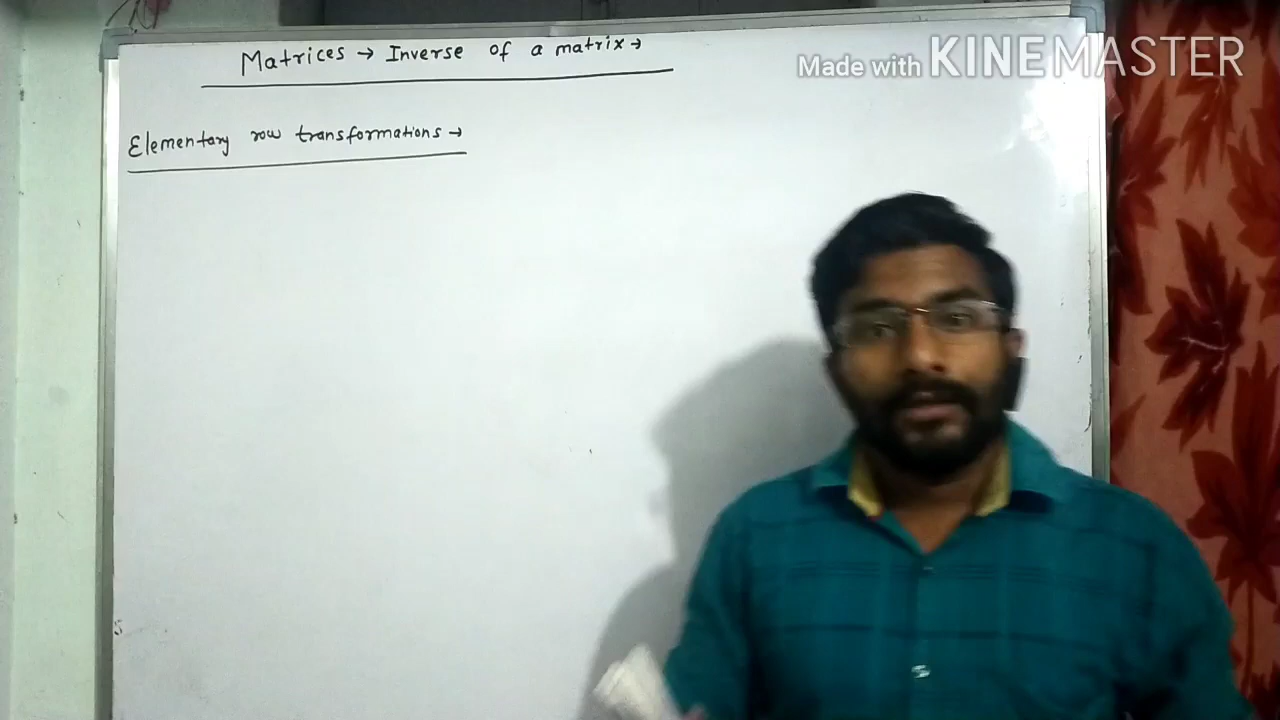 Matrices → Inverse of a matrix →
Made with KINEMASTER
Elementary row transformations →